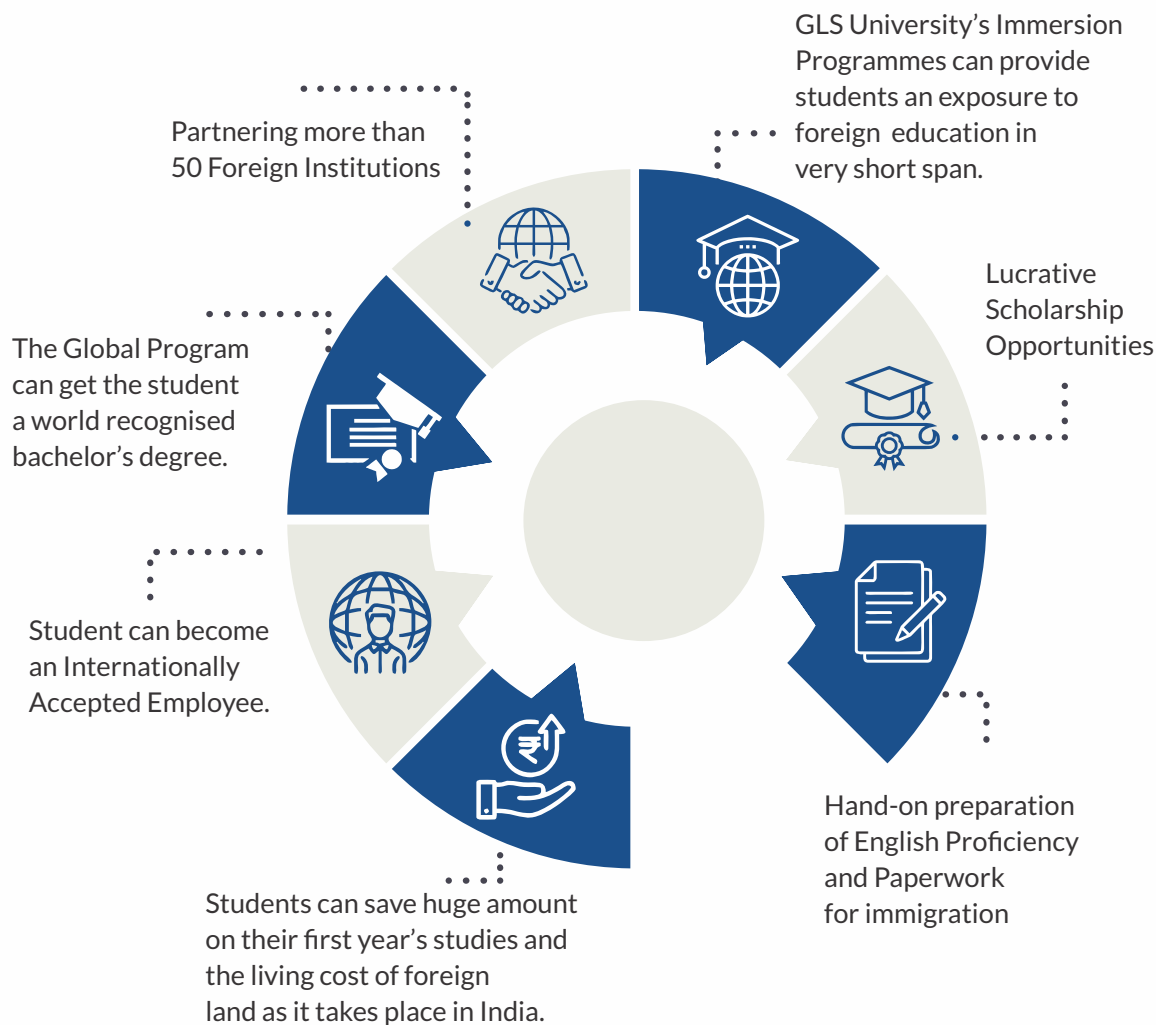 GLS University’s Immersion
Programmes can provide
students an exposure to
foreign education in
very short span.
Partnering more than
50 Foreign Institutions
Lucrative
Scholarship
Opportunities
The Global Program
can get the student
a world recognised
bachelor’s degree.
Student can become
an Internationally
Accepted Employee.
₹
Hand-on preparation
of English Proficiency
and Paperwork
for immigration
Students can save huge amount
on their first year’s studies and
the living cost of foreign
land as it takes place in India.